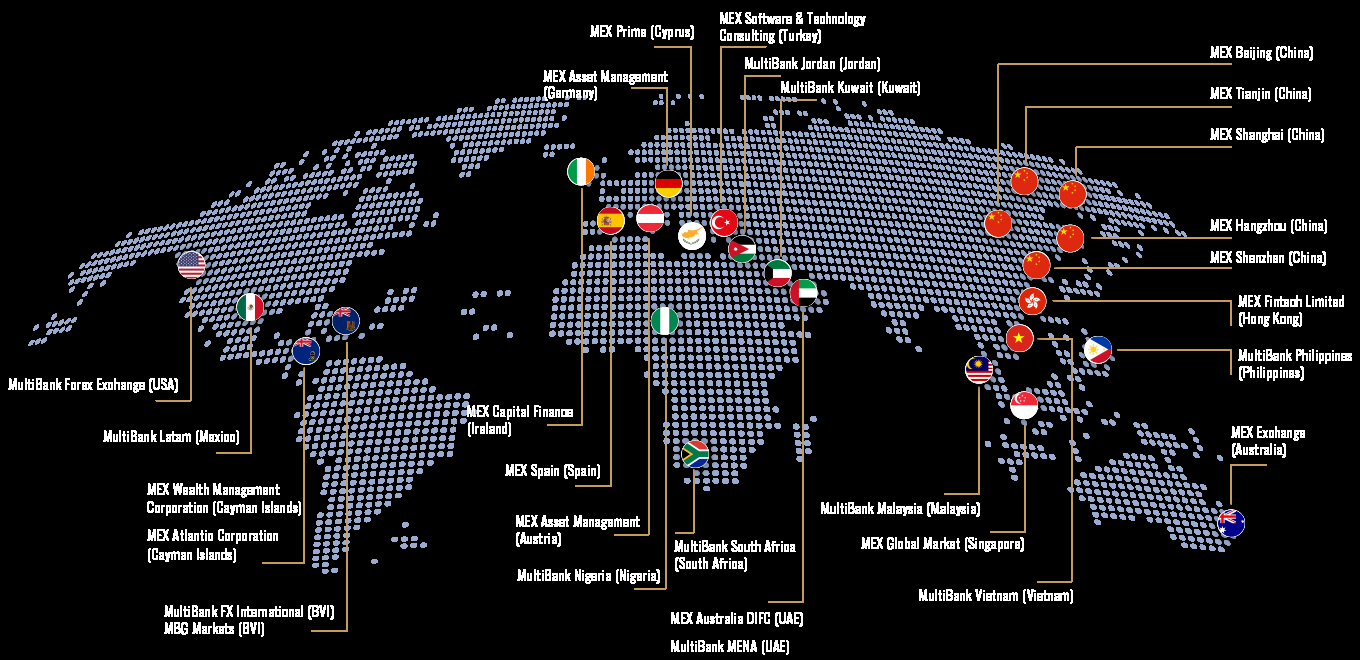 MEX Prime (Cyprus)
MEX Software & Technology
Consulting (Turkey)
MultiBank Jordan (Jordan)
MEX Asset Management
(Germany)
MultiBank Kuwait (Kuwait)
MEX Beijing (China)
MEX Tianjin (China)
MEX Shanghai (China)
MEX Hangzhou (China)
MEX Shenzhen (China)
MEX Fintech Limited
(Hong Kong)
MultiBank Philippines
(Philippines)
MultiBank Forex Exhange (USA)
MultiBank Latam (Mexico)
MEX Capital Finance
(Ireland)
MEX Exchange
(Australia)
MEX Spain (Spain)
MEX Wealth Management
Corporation (Cayman Islands)
MEX Atlantic Corporation
(Cayman Islands)
MEX Asset Management
(Austria)
MultiBank South Africa
(South Africa)
MultiBank Malaysia (Malaysia)
MEX Global Market (Singapore)
MultiBank Nigeria (Nigeria)
MultiBank Vietnam (Vietnam)
MultiBank FX International (BVI)
MBG Markets (BVI)
MEX Australia DIFC (UAE)
MultiBank MENA (UAE)